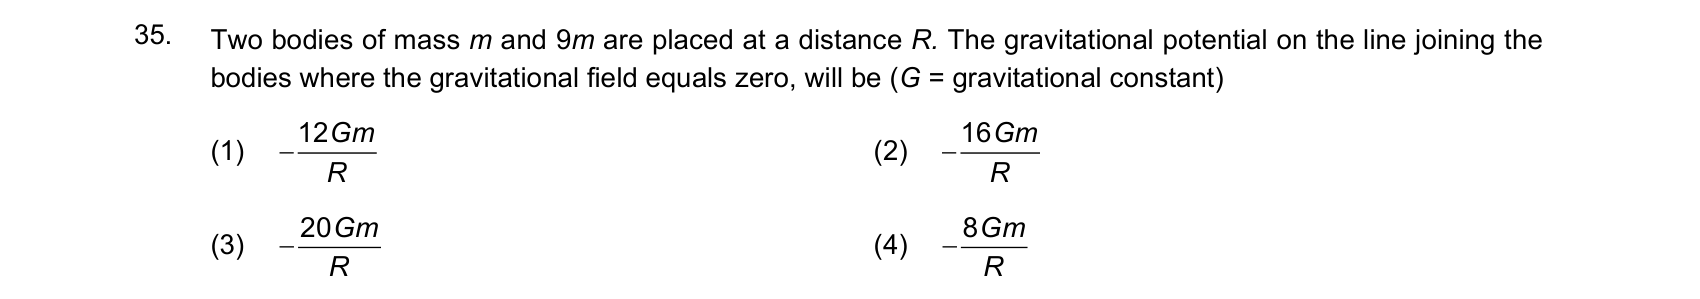 35. Two bodies of mass m and 9m are placed at a distance R. The gravitational potential on the line joining the
bodies where the gravitational field equals zero, will be (G = gravitational constant)
(1) −12Gm/R (2) −16Gm/R
(3) −20Gm/R (4) −8Gm/R